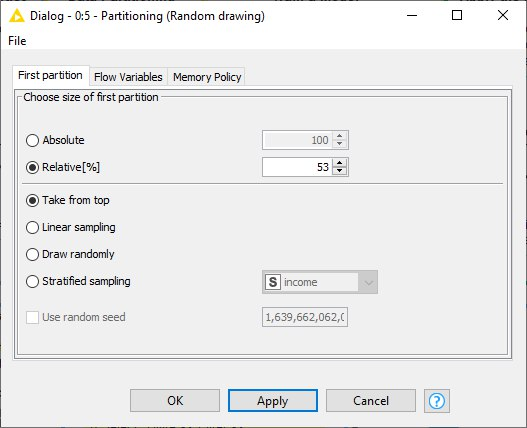 Dialog - 0:5 - Partitioning (Random drawing)
File
First partition Flow Variables Memory Policy
Choose size of first partition
Absolute 100
Relative[%] 53
Take from top
Linear sampling
Draw randomly
Stratified sampling S income
Use random seed 1,639,662,062,0
OK Apply Cancel ?